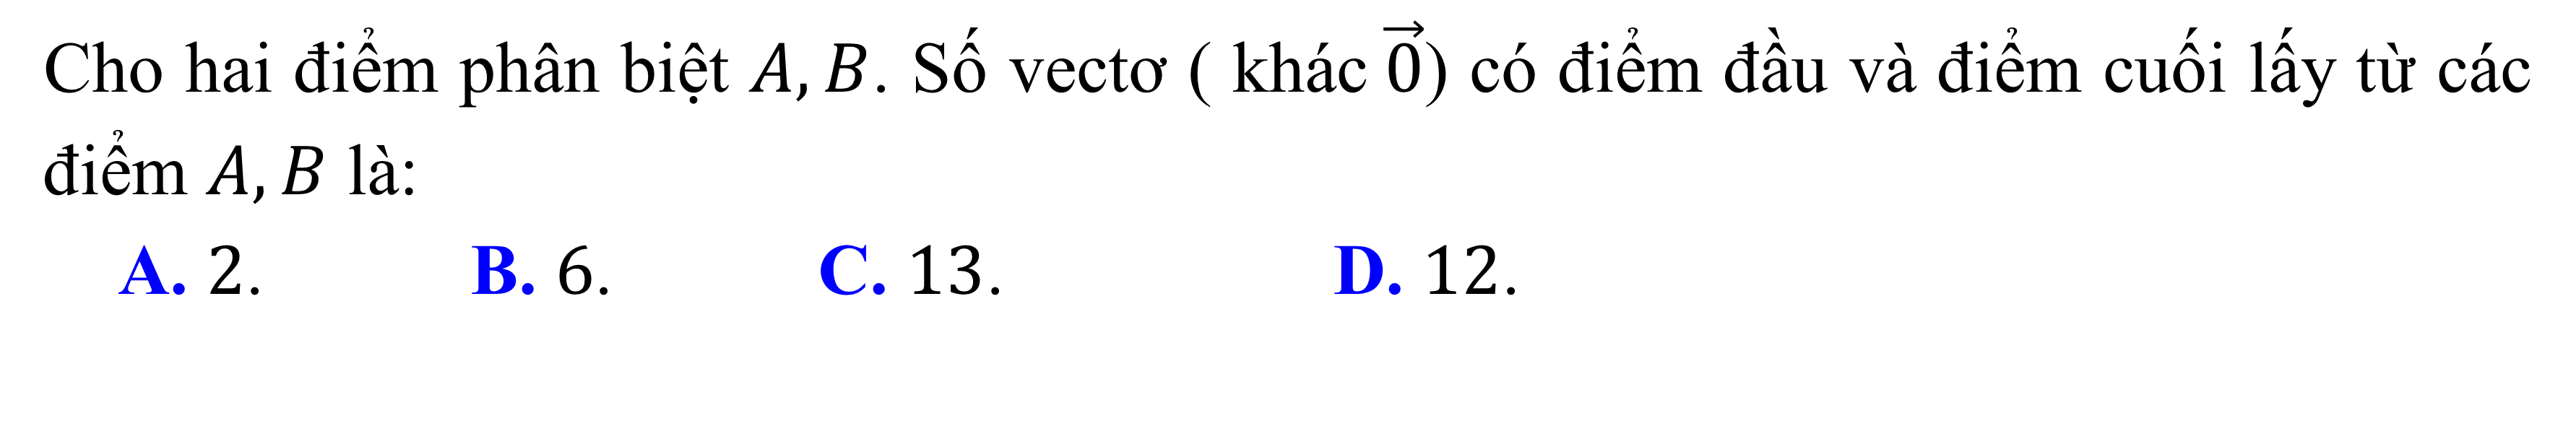 Cho hai điểm phân biệt A, B. Số vectơ ( khác \vec{0}) có điểm đầu và điểm cuối lấy từ các
điểm A, B là:
A. 2. B. 6. C. 13. D. 12.